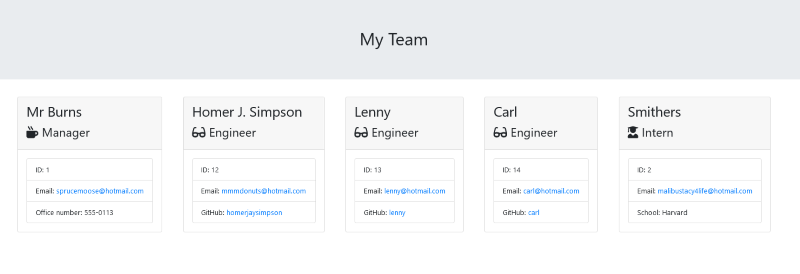 My Team
Mr Burns
Manager
ID: 1
Email: sprucemoose@hotmail.com
Office number: 555-0113
Homer J. Simpson
Engineer
ID: 12
Email: mmmdonuts@hotmail.com
GitHub: homerjaysimpson
Lenny
Engineer
ID: 13
Email: lenny@hotmail.com
GitHub: lenny
Carl
Engineer
ID: 14
Email: carl@hotmail.com
GitHub: carl
Smithers
Intern
ID: 2
Email: malibustacy4life@hotmail.com
School: Harvard